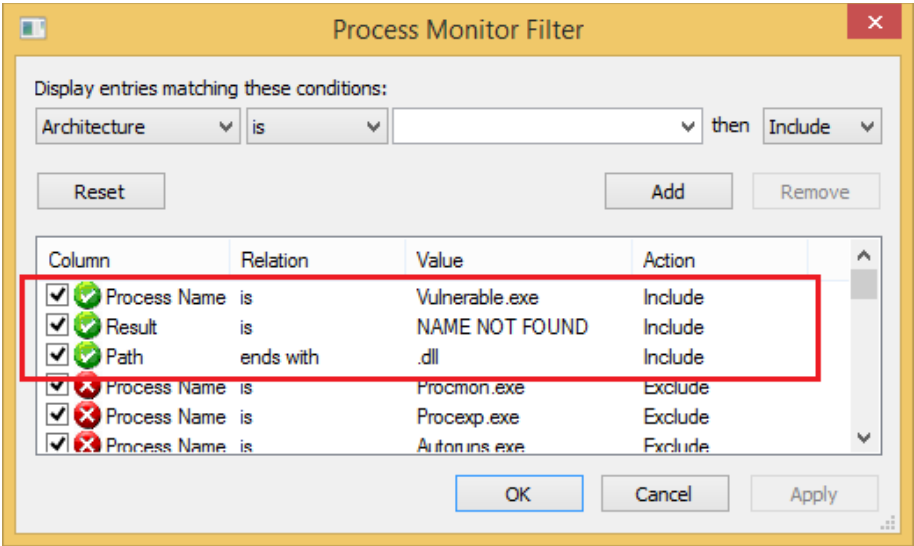 Process Monitor Filter
Display entries matching these conditions:
Architecture is then Include
Reset Add Remove
Column Relation Value Action
Process Name is Vulnerable.exe Include
Result is NAME NOT FOUND Include
Path ends with .dll Include
Process Name is Procmon.exe Exclude
Process Name is Procexp.exe Exclude
Process Name is Autoruns.exe Exclude
OK Cancel Apply